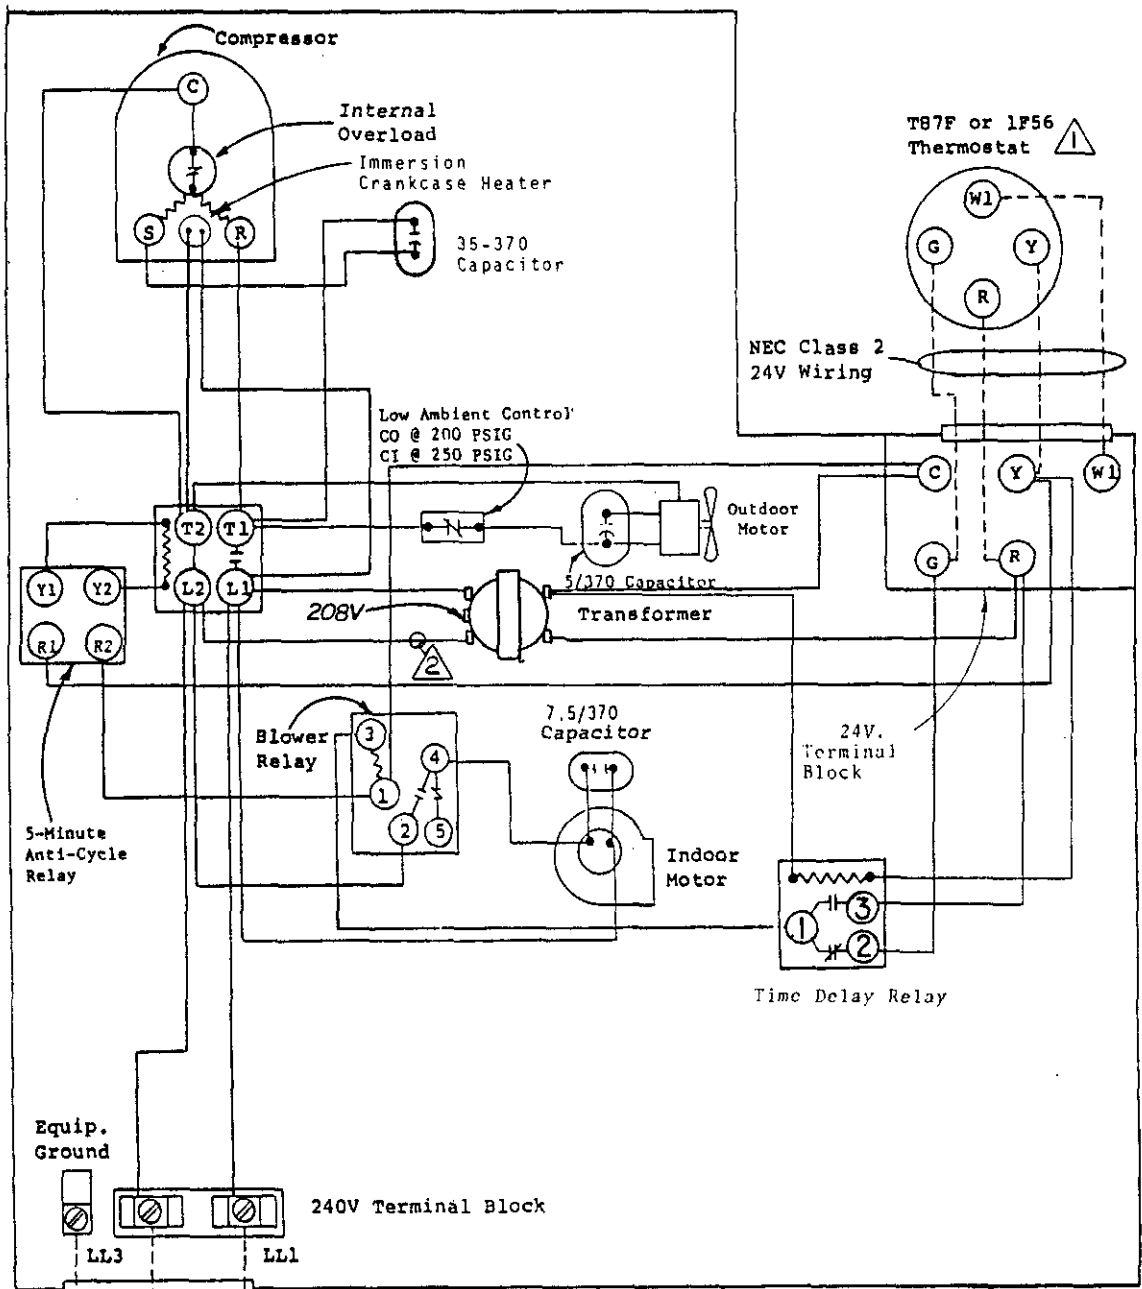 Compressor
C
Internal
Overload
Immersion
Crankcase Heater
S
R
35-370
Capacitor
T87F or 1F56
Thermostat
1
W1
G
Y
R
NEC Class 2
24V Wiring
Low Ambient Control
CO @ 200 PSIG
CI @ 250 PSIG
C
Y
W1
G
R
T2
T1
L2
L1
Outdoor
Motor
5/370 Capacitor
Y1
Y2
R1
R2
208V
Transformer
2
Blower
Relay
3
4
1
2
5
7.5/370
Capacitor
24V.
Terminal
Block
5-Minute
Anti-Cycle
Relay
Indoor
Motor
1
3
2
Time Delay Relay
Equip.
Ground
240V Terminal Block
LL3
LL1